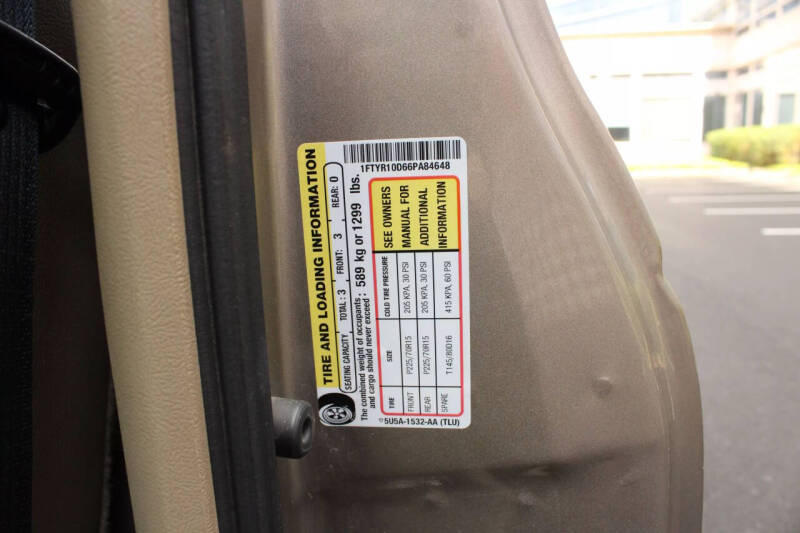 1FTYR10D66PA84648
TIRE AND LOADING INFORMATION
SEATING CAPACITY TOTAL: 3 FRONT: 3 REAR: 0
The combined weight of occupants and cargo should never exceed: 589 kg or 1299 lbs.
TIRE SIZE COLD TIRE PRESSURE SEE OWNERS
FRONT P225/70R15 205 KPA, 30 PSI MANUAL FOR
REAR P225/70R15 205 KPA, 30 PSI ADDITIONAL
SPARE T145/80D16 415 KPA, 60 PSI INFORMATION
5U5A-1532-AA (TLU)